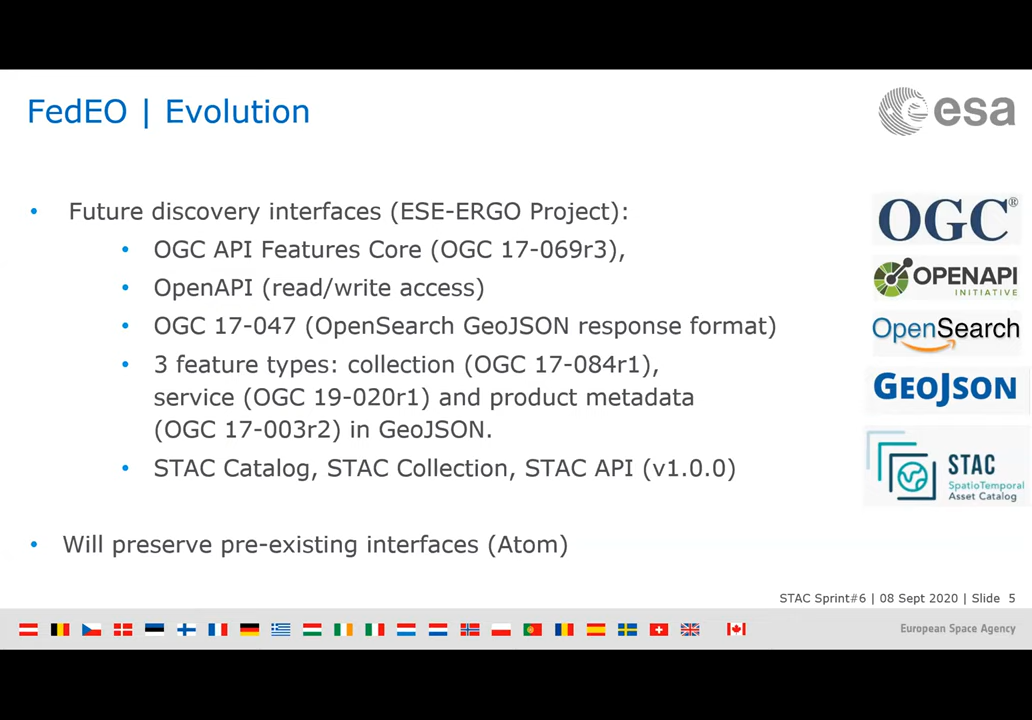 FedEO | Evolution
esa
• Future discovery interfaces (ESE-ERGO Project):
• OGC API Features Core (OGC 17-069r3),
• OpenAPI (read/write access)
• OGC 17-047 (OpenSearch GeoJSON response format)
• 3 feature types: collection (OGC 17-084r1),
service (OGC 19-020r1) and product metadata
(OGC 17-003r2) in GeoJSON.
• STAC Catalog, STAC Collection, STAC API (v1.0.0)
• Will preserve pre-existing interfaces (Atom)
OGC®
OPENAPI
INITIATIVE
OpenSearch
GEOJSON
STAC
SpatioTemporal
Asset Catalog
STAC Sprint#6 | 08 Sept 2020 | Slide 5
European Space Agency